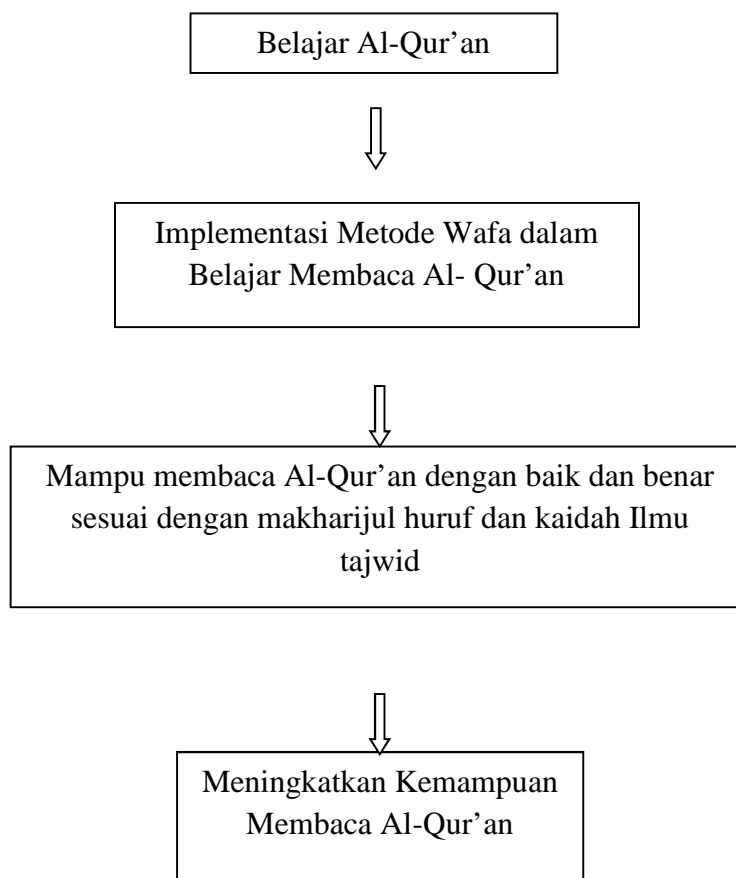 Belajar Al-Qur’an
Implementasi Metode Wafa dalam
Belajar Membaca Al- Qur’an
Mampu membaca Al-Qur’an dengan baik dan benar
sesuai dengan makharijul huruf dan kaidah Ilmu
tajwid
Meningkatkan Kemampuan
Membaca Al-Qur’an